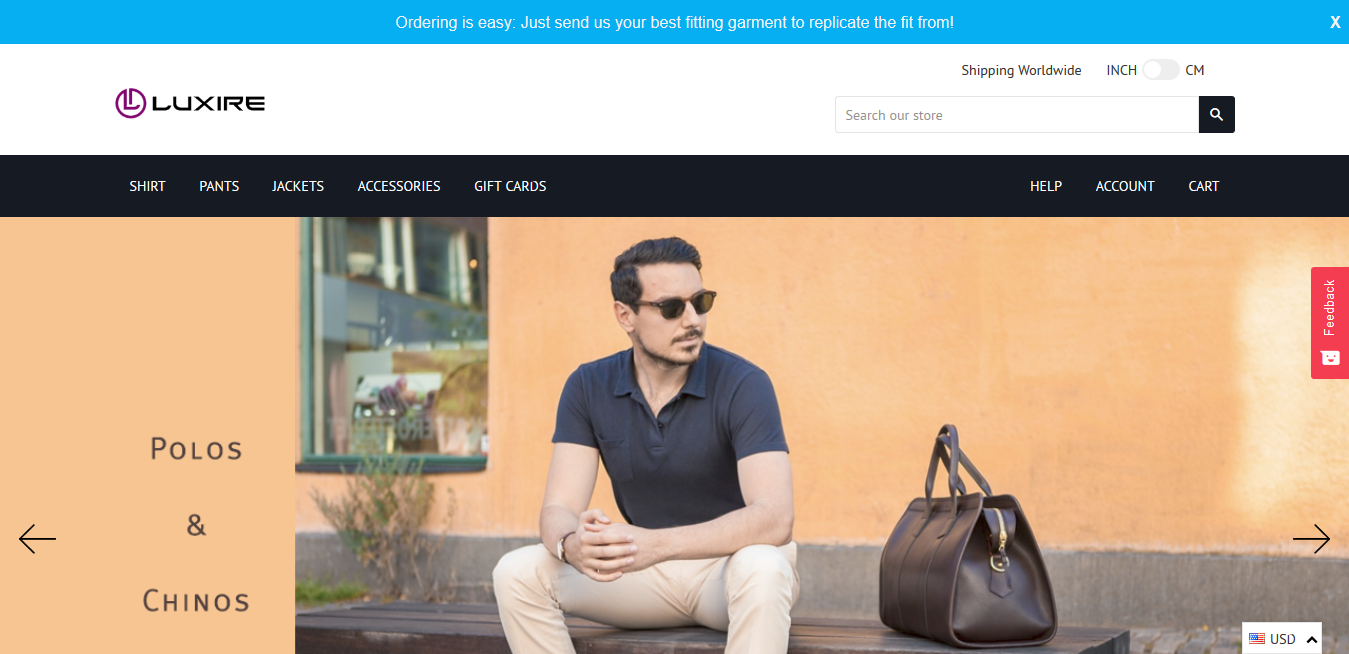 Ordering is easy: Just send us your best fitting garment to replicate the fit from!
X
Shipping Worldwide
INCH
CM
LUXIRE
Search our store
SHIRT
PANTS
JACKETS
ACCESSORIES
GIFT CARDS
HELP
ACCOUNT
CART
Feedback
POLOS
&
CHINOS
USD